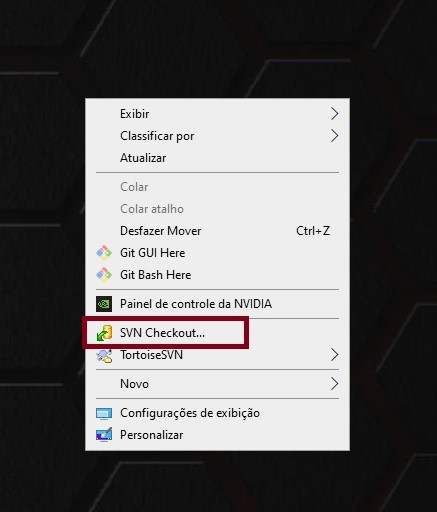 Exibir
Classificar por
Atualizar
Colar
Colar atalho
Desfazer Mover Ctrl+Z
Git GUI Here
Git Bash Here
Painel de controle da NVIDIA
SVN Checkout...
TortoiseSVN
Novo
Configurações de exibição
Personalizar